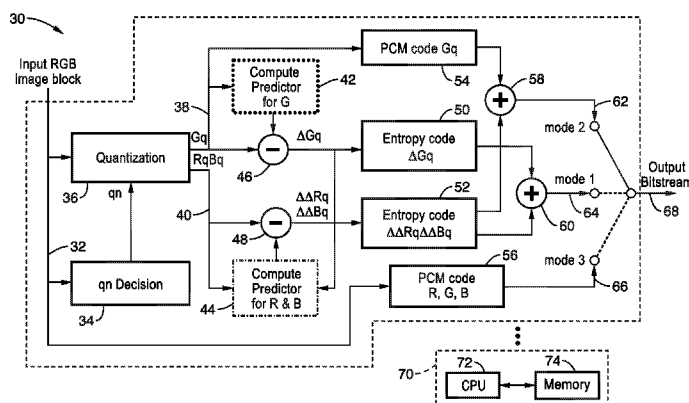 30
Input RGB
Image block
Quantization
36
qn
qn Decision
34
32
38
Gq
RqBq
40
Compute
Predictor
for G
42
46
ΔGq
48
ΔΔRq
ΔΔBq
Compute
Predictor
for R & B
44
PCM code Gq
54
50
Entropy code
ΔGq
52
Entropy code
ΔΔRqΔΔBq
56
PCM code
R, G, B
58
60
62
mode 2
mode 1
64
mode 3
66
Output
Bitstream
68
70
72
CPU
74
Memory